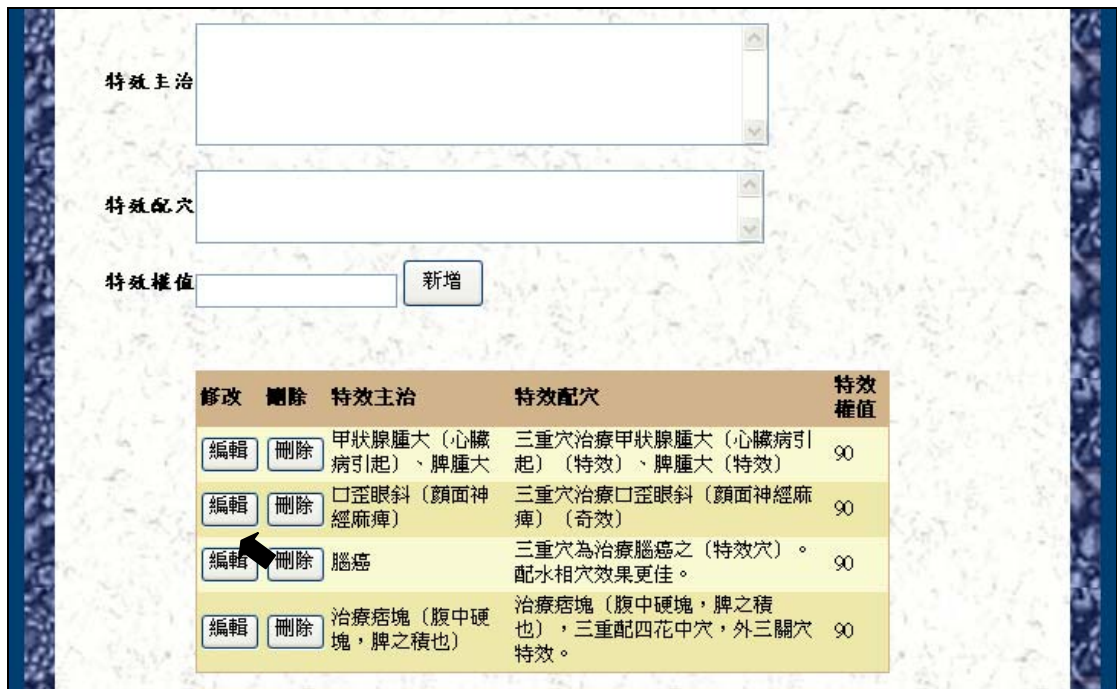 特效主治
特效配穴
特效權值 新增
修改 刪除 特效主治 特效配穴 特效權值
編輯 刪除 甲狀腺腫大（心臟 三重穴治療甲狀腺腫大（心臟病引 90
病引起）、脾腫大 起）（特效）、脾腫大（特效）
編輯 刪除 口歪眼斜（顏面神 三重穴治療口歪眼斜（顏面神經麻 90
經麻痺） 痺）（奇效）
編輯 刪除 腦癌 三重穴為治療腦癌之（特效穴）。 90
配水相穴效果更佳。
編輯 刪除 治療痞塊（腹中硬 治療痞塊（腹中硬塊，脾之積 90
塊，脾之積也） 也），三重配四花中穴，外三關穴
特效。